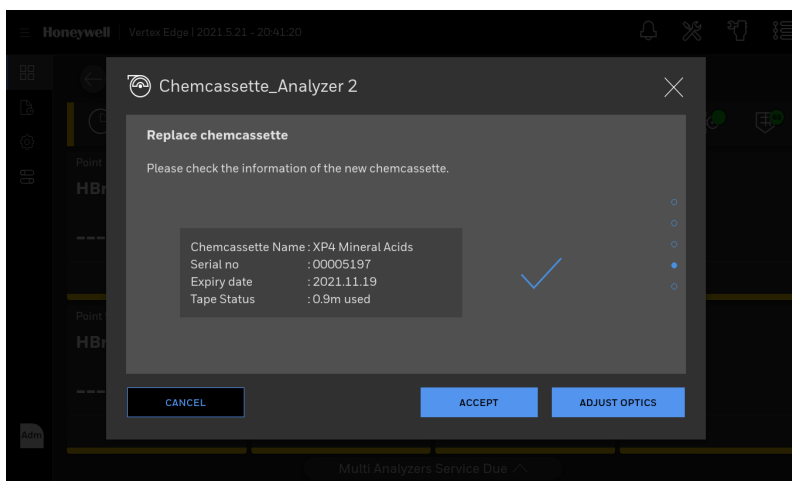 Honeywell Vertex Edge | 2021.5.21 - 20:41:20
Chemcassette_Analyzer 2
Replace chemcassette
Please check the information of the new chemcassette.
Point
HBr
---
Chemcassette Name : XP4 Mineral Acids
Serial no : 00005197
Expiry date : 2021.11.19
Tape Status : 0.9m used
Point
HBr
---
CANCEL ACCEPT ADJUST OPTICS
Adm
Multi Analyzers Service Due